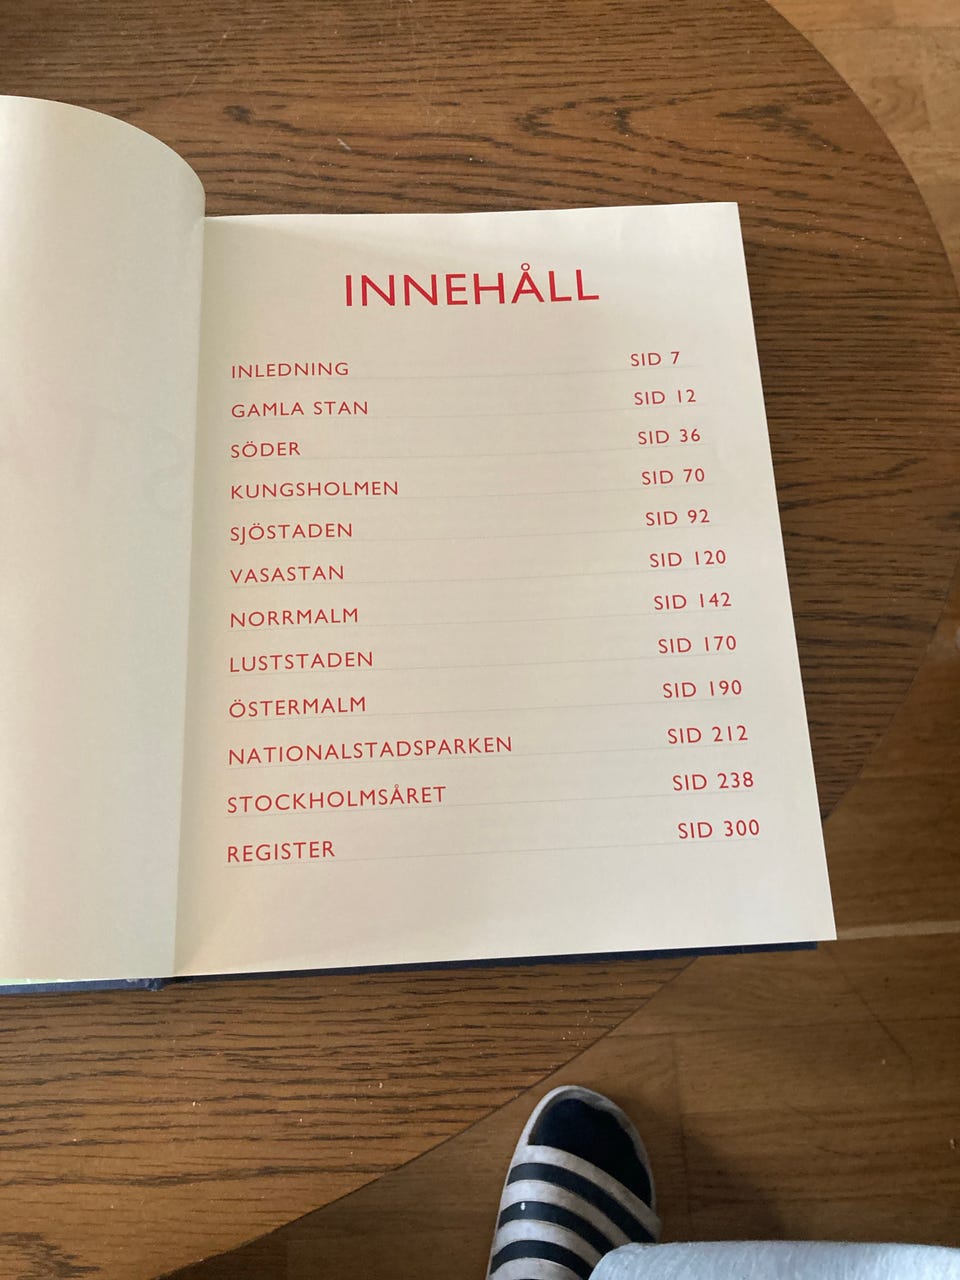 INNEHÅLL
INLEDNING SID 7
GAMLA STAN SID 12
SÖDER SID 36
KUNGSHOLMEN SID 70
SJÖSTADEN SID 92
VASASTAN SID 120
NORRMALM SID 142
LUSTSTADEN SID 170
ÖSTERMALM SID 190
NATIONALSTADSPARKEN SID 212
STOCKHOLMSÅRET SID 238
REGISTER SID 300